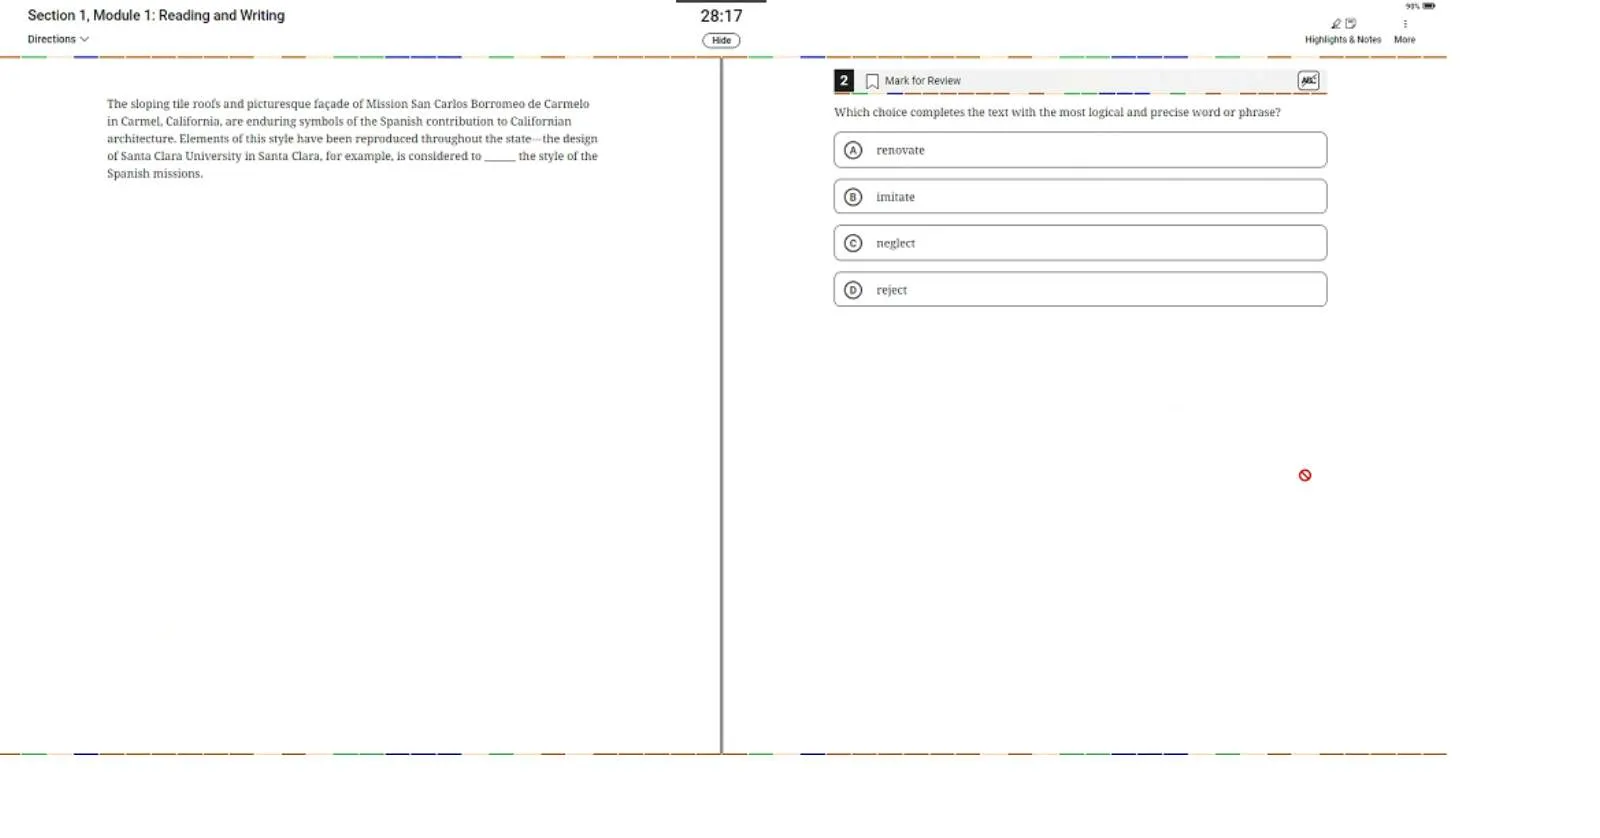 Section 1, Module 1: Reading and Writing
Directions
28:17
Hide
90%
Highlights & Notes
More
The sloping tile roofs and picturesque façade of Mission San Carlos Borromeo de Carmelo
in Carmel, California, are enduring symbols of the Spanish contribution to Californian
architecture. Elements of this style have been reproduced throughout the state—the design
of Santa Clara University in Santa Clara, for example, is considered to ______ the style of the
Spanish missions.
2
Mark for Review
ABC
Which choice completes the text with the most logical and precise word or phrase?
A renovate
B imitate
C neglect
D reject